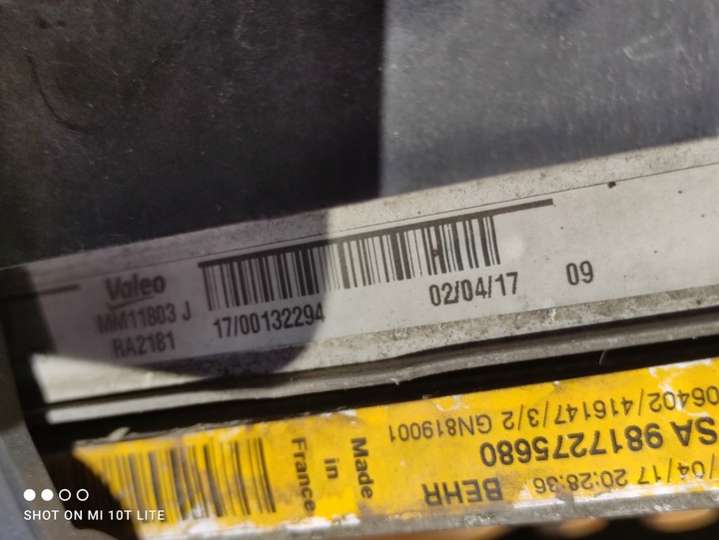 Valeo
MM11803 J
RA2181
17/00132294
02/04/17
09
06402/416147/3/2 GN819001
SA 9817275680
/04/17 20:28:36
BEHR
Made
in
France
SHOT ON MI 10T LITE